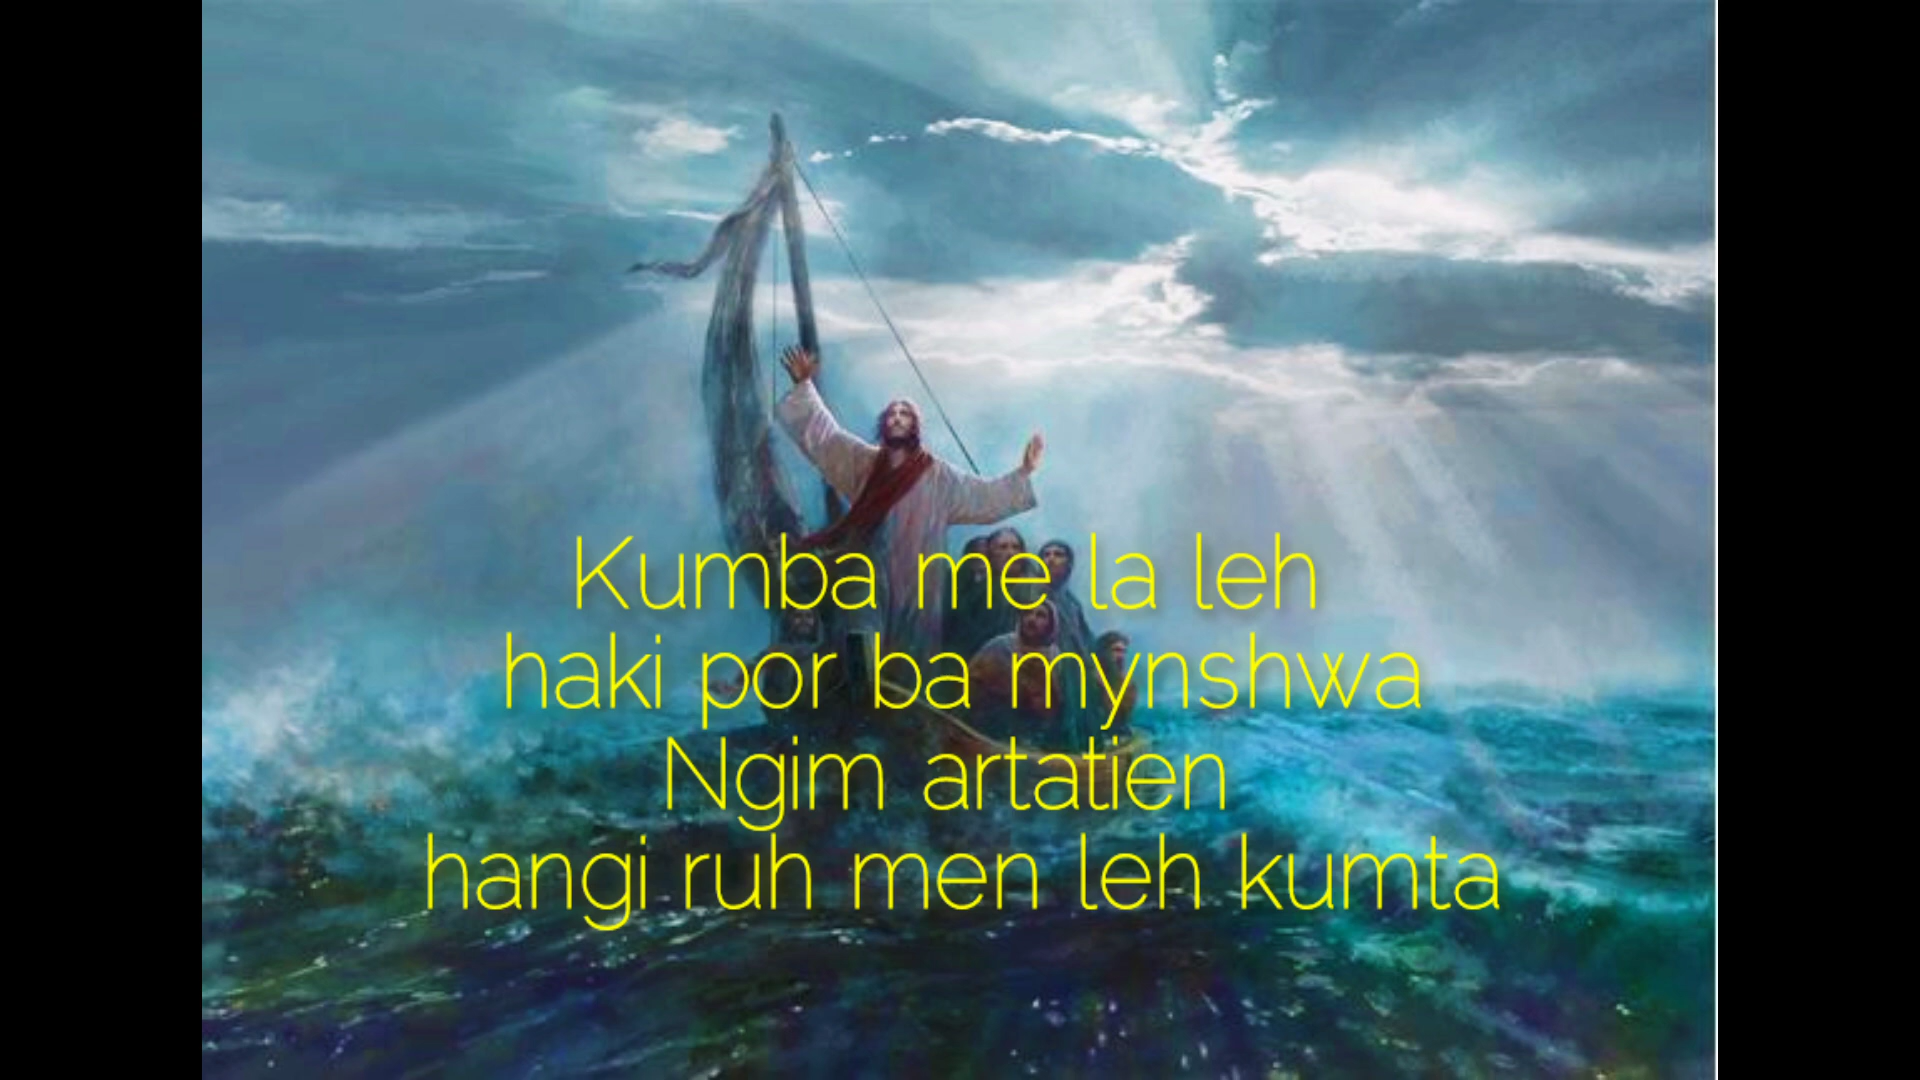 Kumba me la leh
haki por ba mynshwa
Ngim artatien
hangi ruh men leh kumta